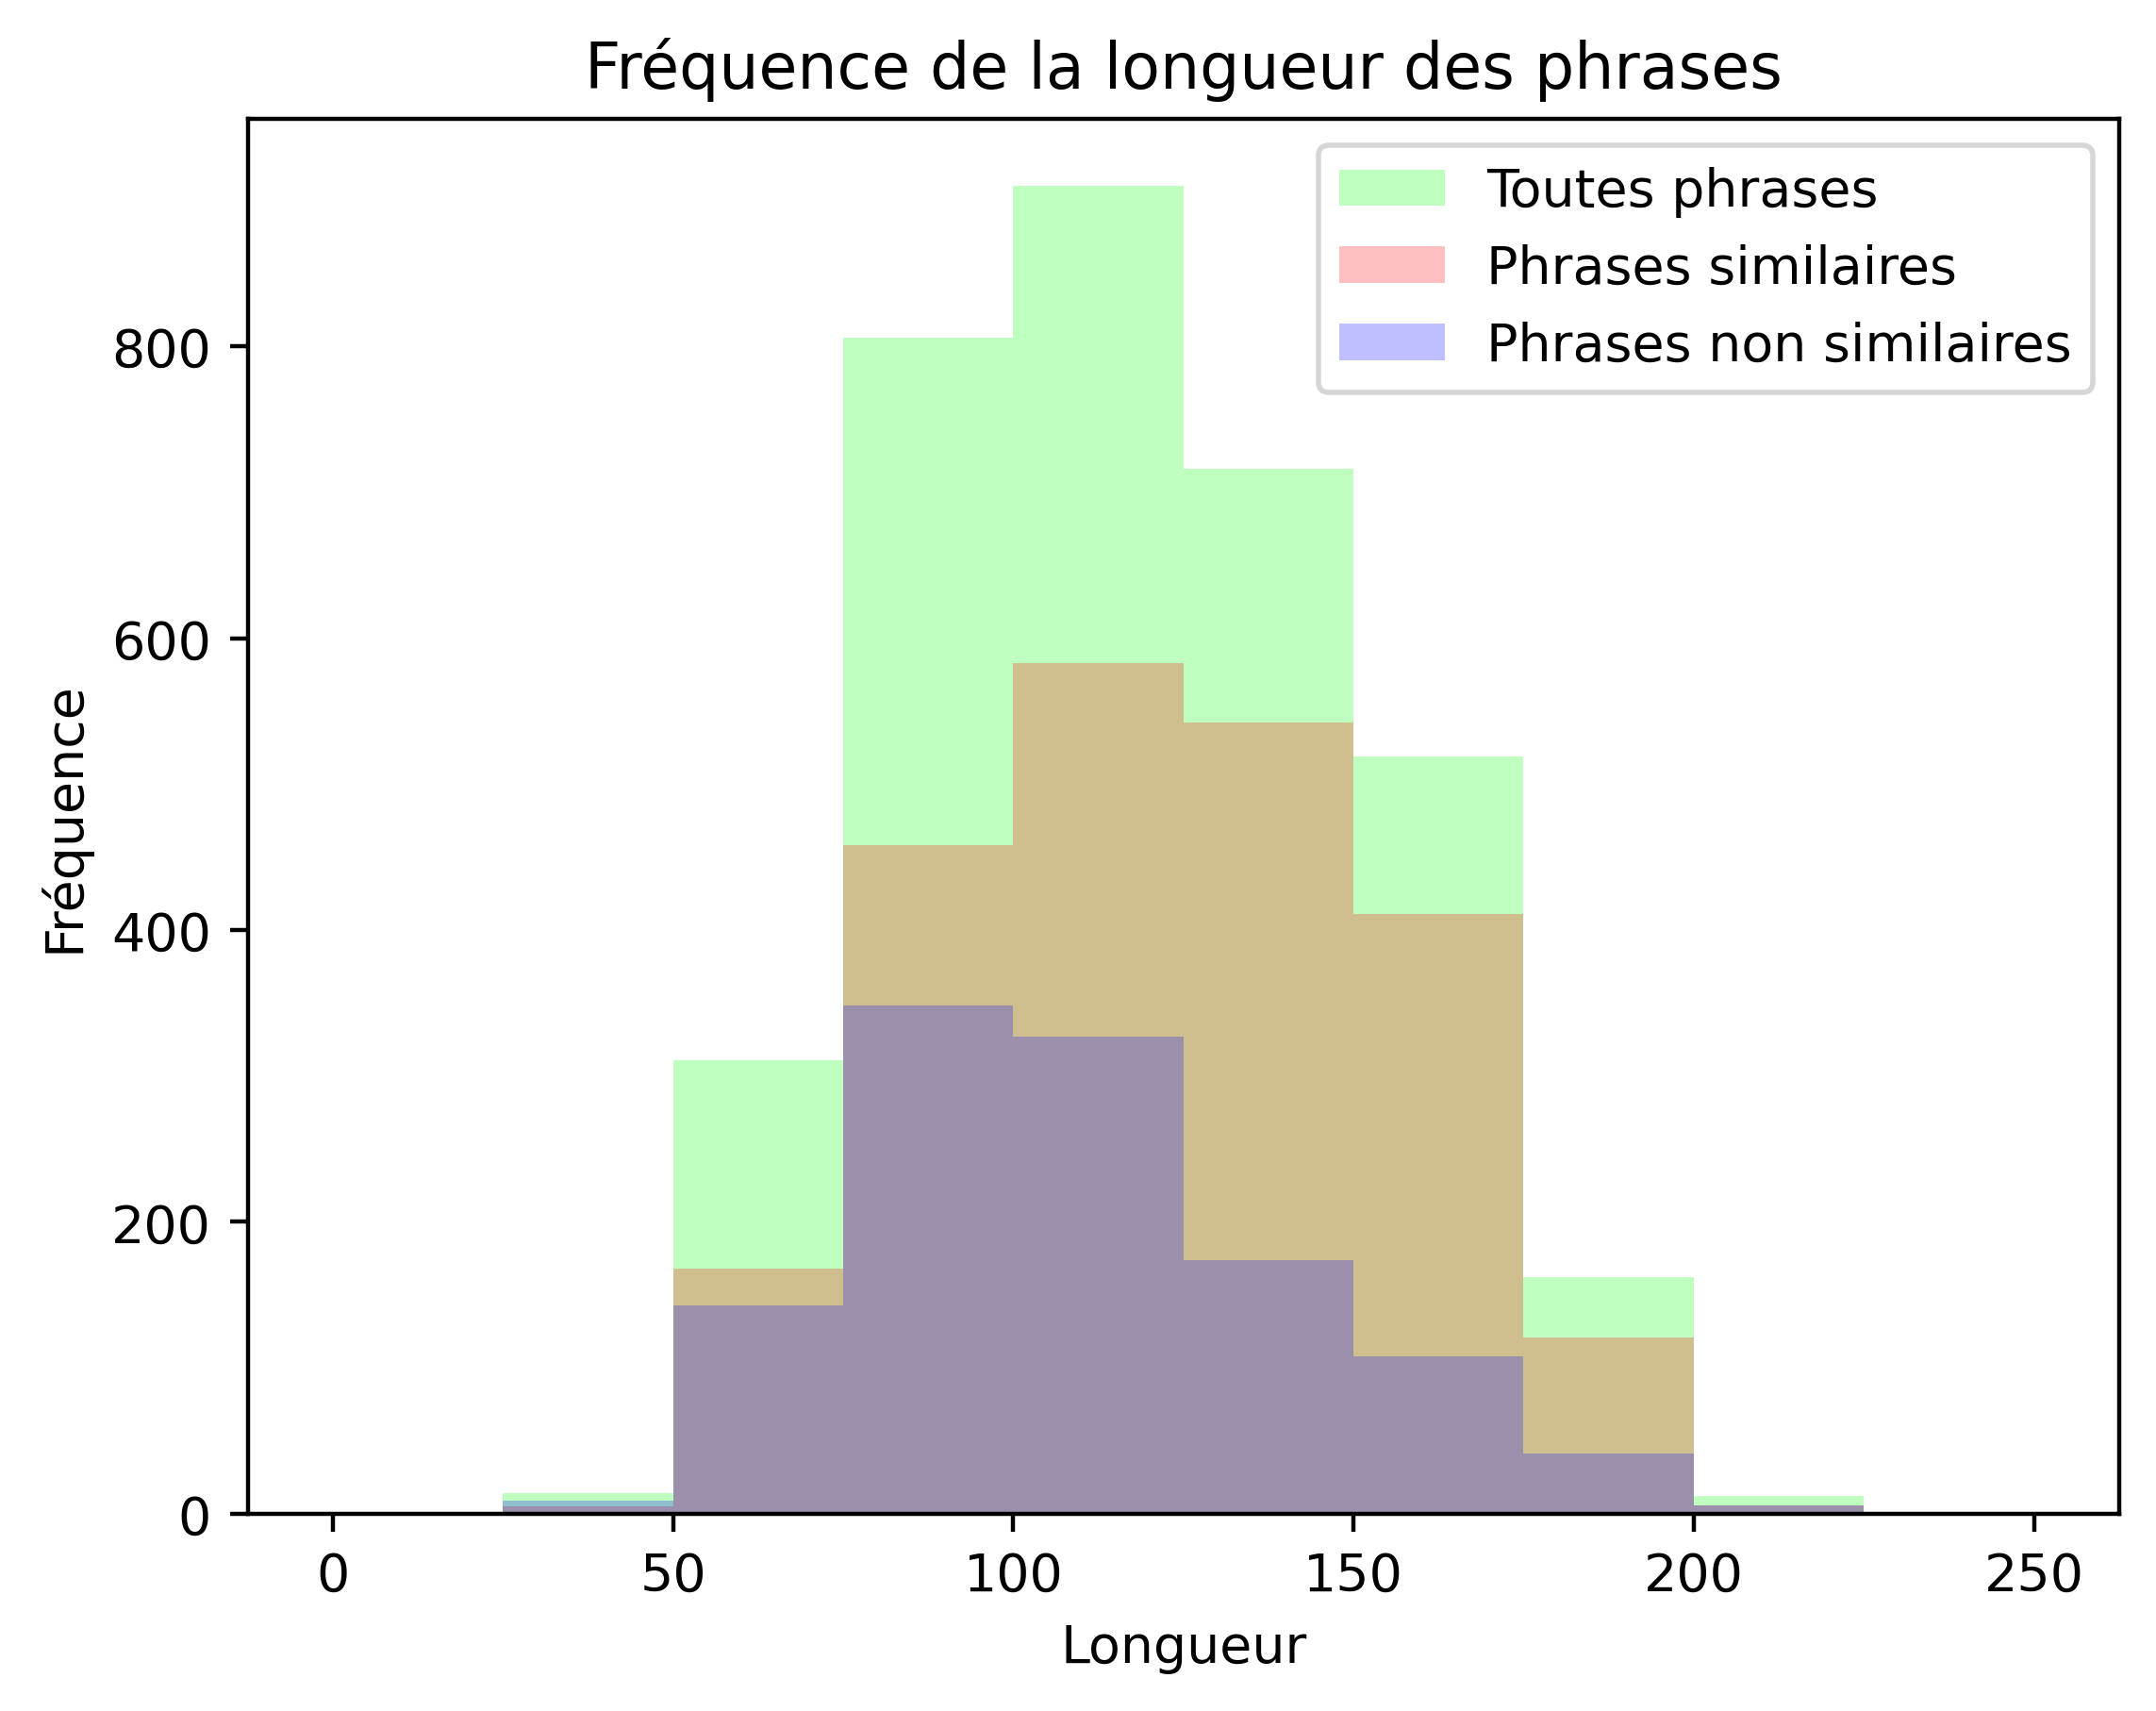 Fréquence de la longueur des phrases
Toutes phrases
Phrases similaires
Phrases non similaires
Fréquence
800
600
400
200
0
0 50 100 150 200 250
Longueur